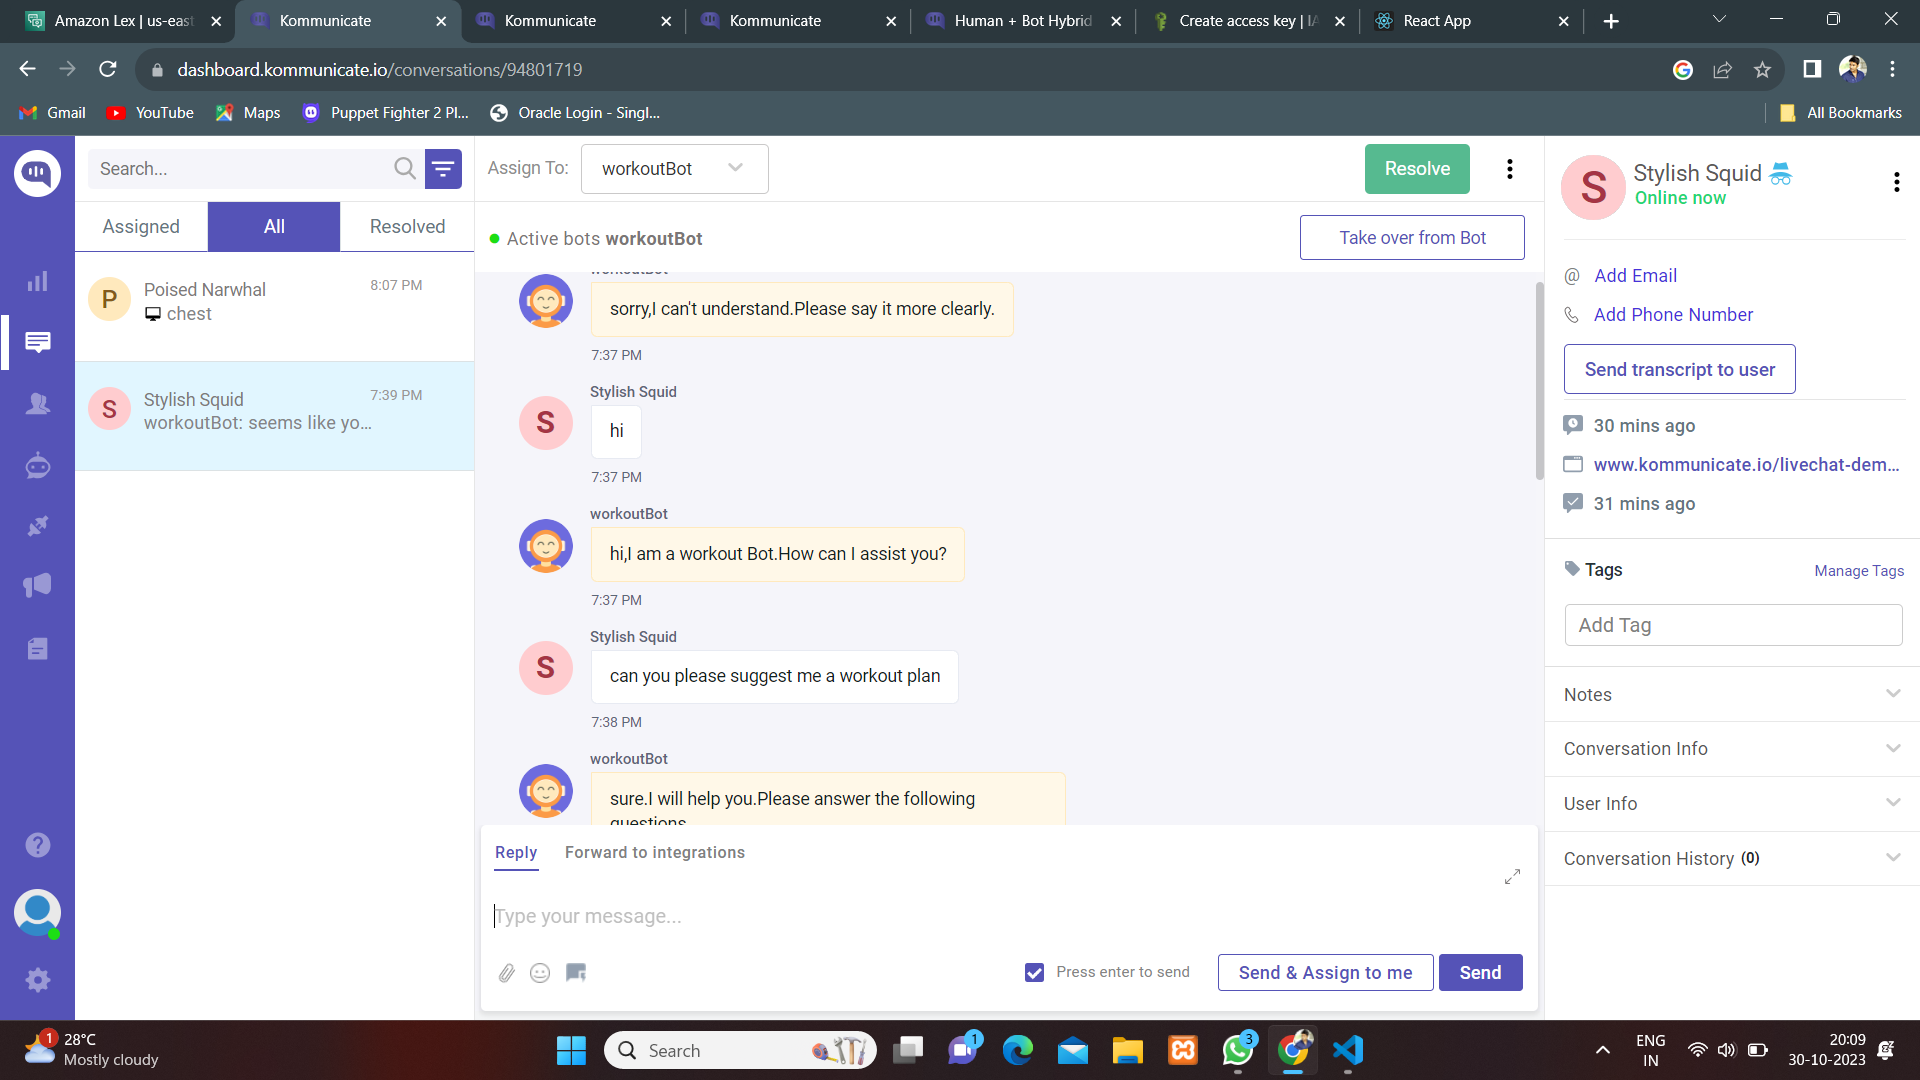 Amazon Lex | us-east
Kommunicate
Kommunicate
Kommunicate
Human + Bot Hybrid
Create access key | IA
React App
dashboard.kommunicate.io/conversations/94801719
Gmail
YouTube
Maps
Puppet Fighter 2 Pl...
Oracle Login - Singl...
All Bookmarks
Search...
Assigned
All
Resolved
P
Poised Narwhal
8:07 PM
chest
S
Stylish Squid
7:39 PM
workoutBot: seems like yo...
Assign To:
workoutBot
Resolve
Active bots workoutBot
Take over from Bot
workoutBot
sorry,I can't understand.Please say it more clearly.
7:37 PM
Stylish Squid
S
hi
7:37 PM
workoutBot
hi,I am a workout Bot.How can I assist you?
7:37 PM
Stylish Squid
S
can you please suggest me a workout plan
7:38 PM
workoutBot
sure.I will help you.Please answer the following
questions
Reply
Forward to integrations
Type your message...
Press enter to send
Send & Assign to me
Send
S
Stylish Squid
Online now
@ Add Email
Add Phone Number
Send transcript to user
30 mins ago
www.kommunicate.io/livechat-dem...
31 mins ago
Tags
Manage Tags
Add Tag
Notes
Conversation Info
User Info
Conversation History (0)
1
28°C
Mostly cloudy
Search
1
3
ENG
IN
20:09
30-10-2023